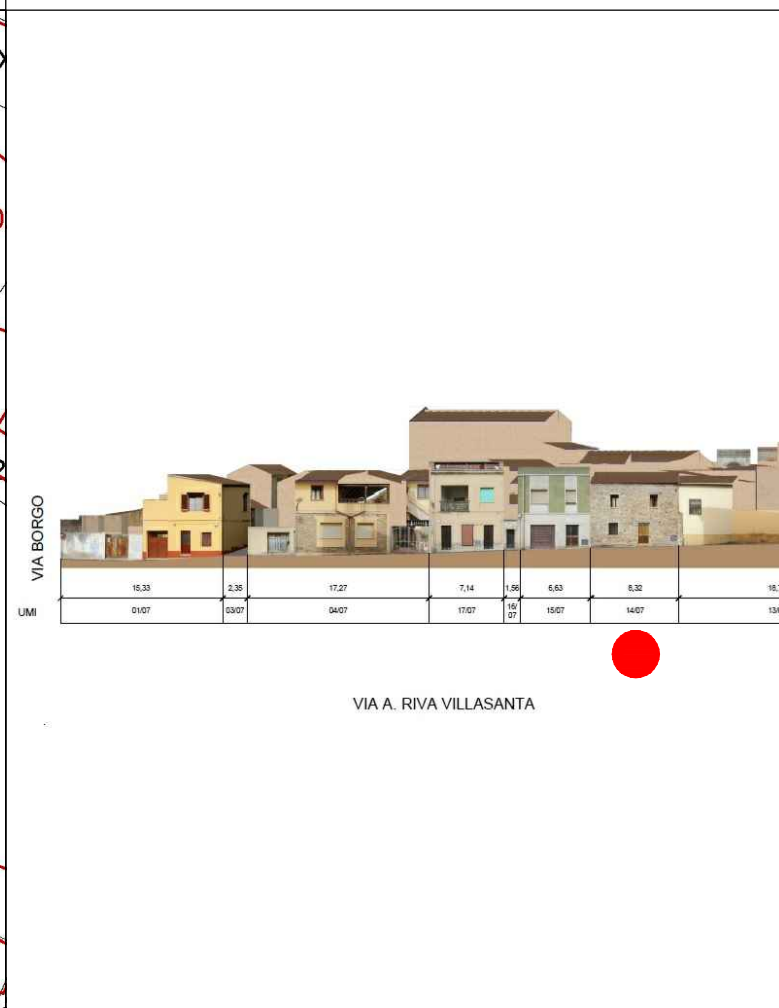 VIA BORGO
15,33 2,35 17,27 7,14 1,56 6,63 8,32
UMI 01/07 03/07 04/07 17/07 16/07 15/07 14/07
VIA A. RIVA VILLASANTA